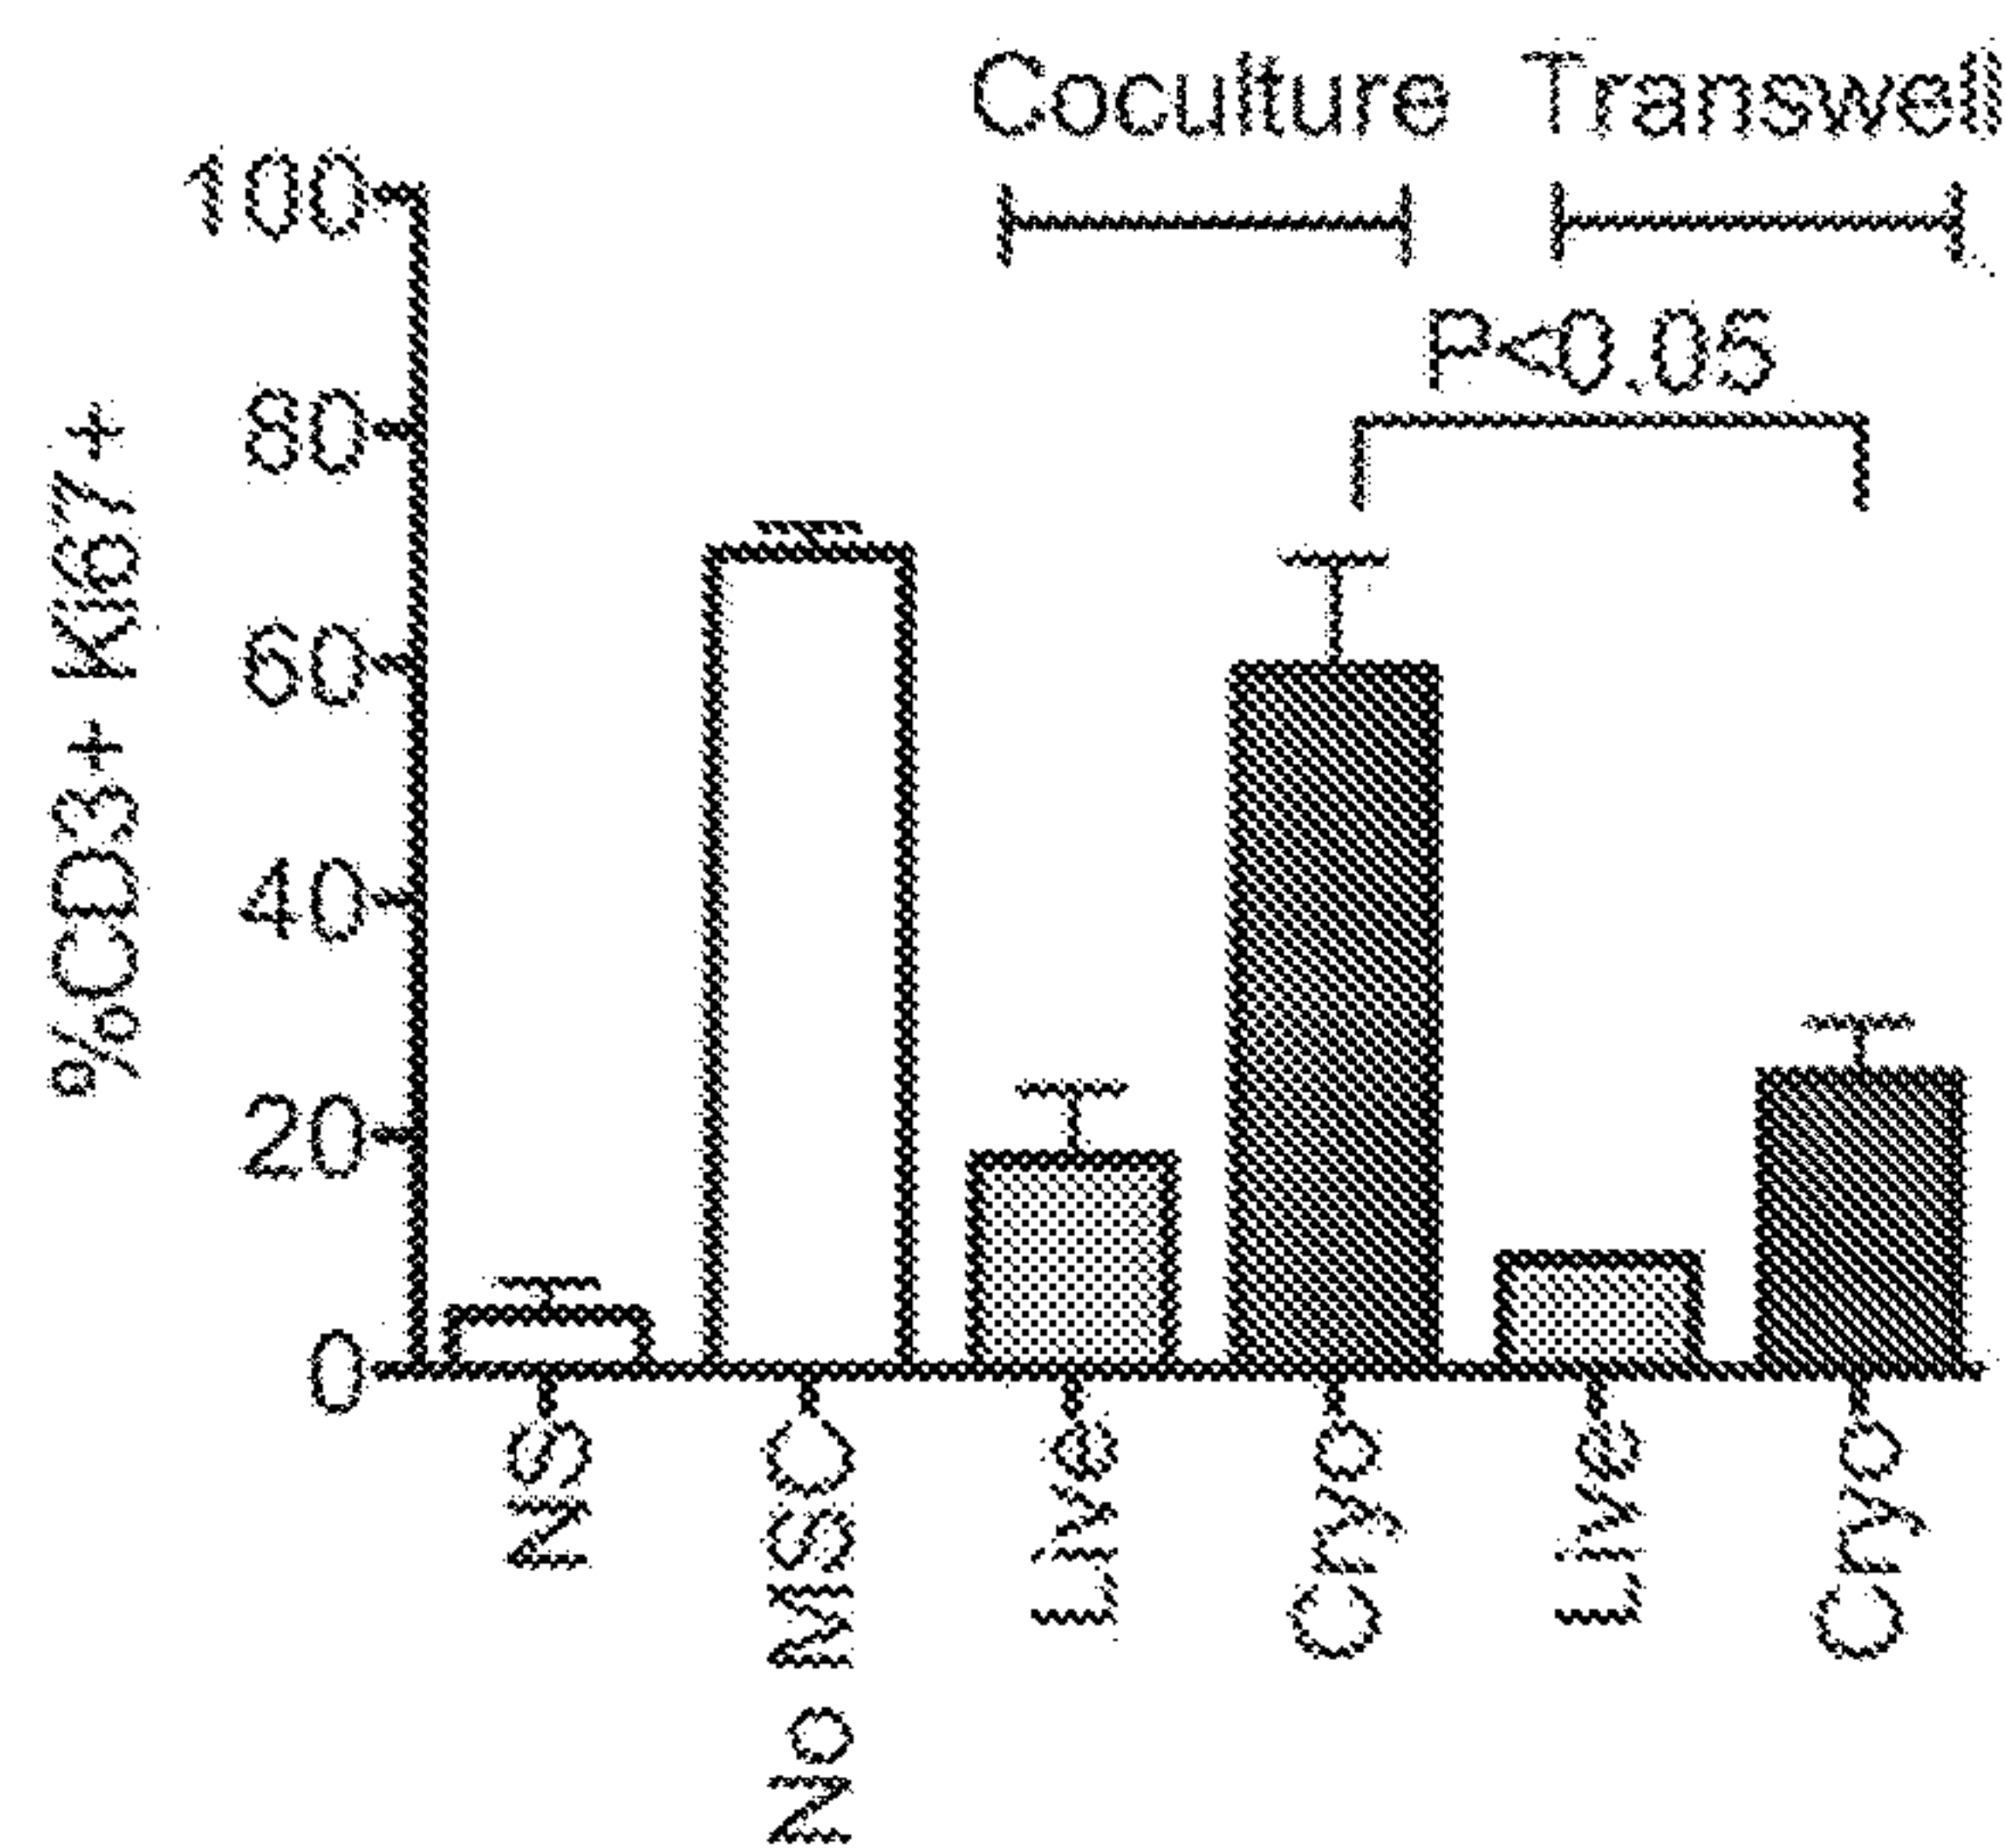 Coculture Transwell
P<0.05
%CD3+ Ki67+
100
80
60
40
20
0
NS
No MSC
Live
Cryo
Live
Cryo